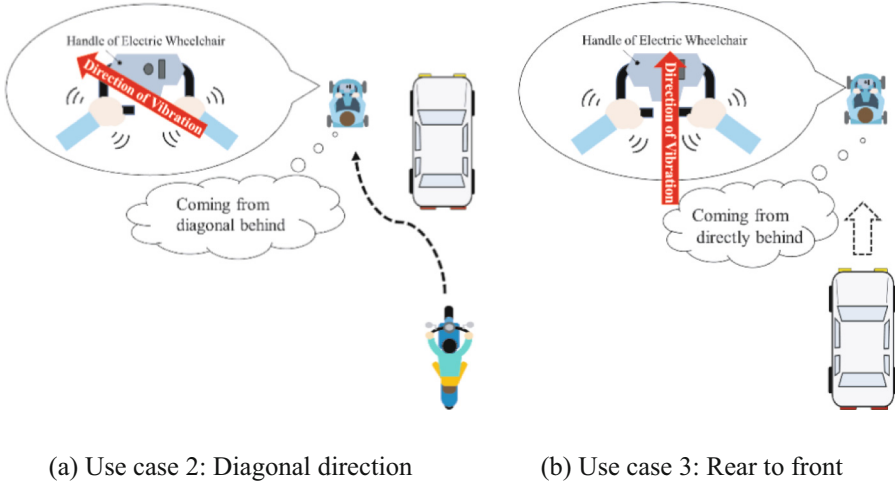 Handle of Electric Wheelchair
Direction of Vibration
Coming from
diagonal behind
(a) Use case 2: Diagonal direction
Handle of Electric Wheelchair
Direction of Vibration
Coming from
directly behind
(b) Use case 3: Rear to front